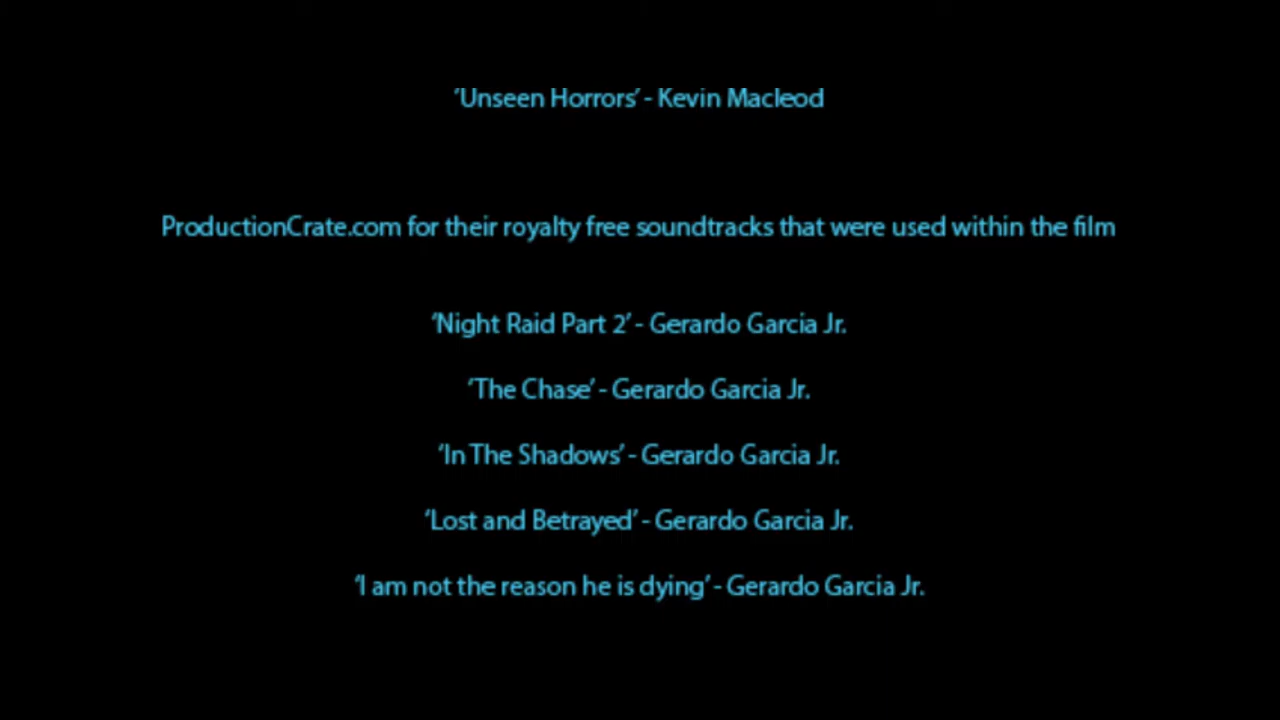 ‘Unseen Horrors’ - Kevin Macleod
ProductionCrate.com for their royalty free soundtracks that were used within the film
‘Night Raid Part 2’ - Gerardo Garcia Jr.
‘The Chase’ - Gerardo Garcia Jr.
‘In The Shadows’ - Gerardo Garcia Jr.
‘Lost and Betrayed’ - Gerardo Garcia Jr.
‘I am not the reason he is dying’ - Gerardo Garcia Jr.